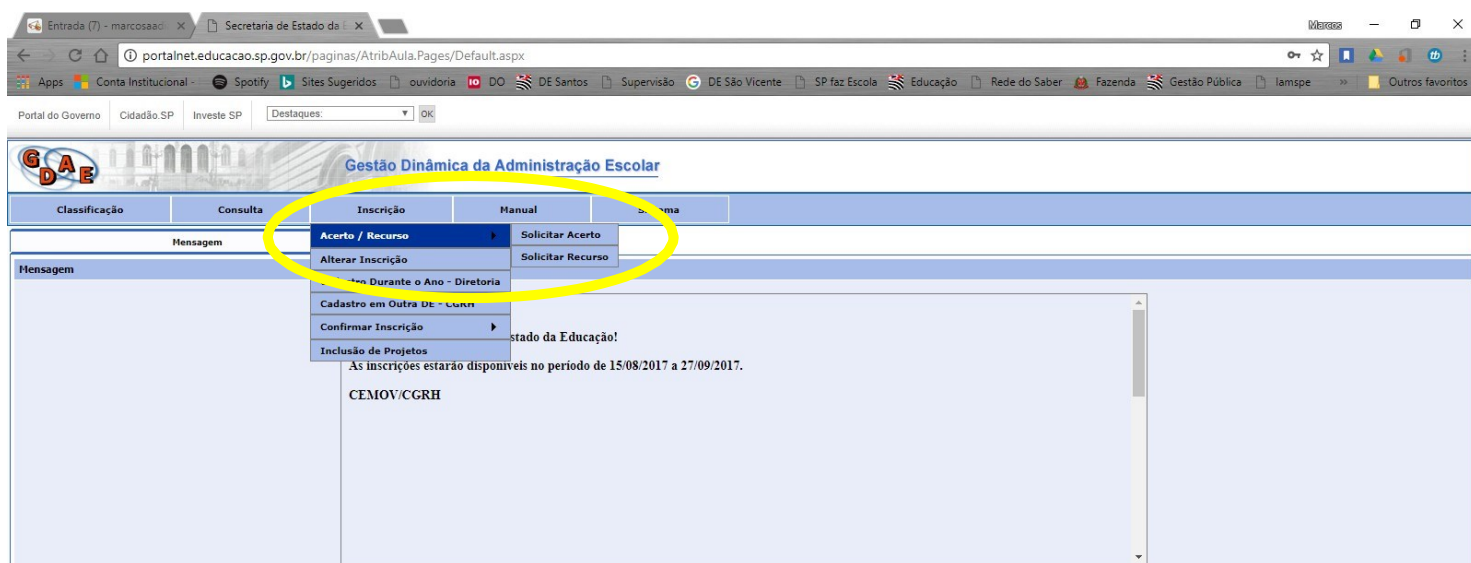 Entrada (7) - marcosaad
Secretaria de Estado da E
Marcos
portalnet.educacao.sp.gov.br/paginas/AtribAula.Pages/Default.aspx
Apps Conta Institucional - Spotify Sites Sugeridos ouvidoria IO DO DE Santos Supervisão DE São Vicente SP faz Escola Educação Rede do Saber Fazenda Gestão Pública Iamspe » Outros favoritos
Portal do Governo Cidadão.SP Investe SP Destaques: OK
GDAE Gestão Dinâmica da Administração Escolar
Classificação Consulta Inscrição Manual
Mensagem
Acerto / Recurso Solicitar Acerto
Alterar Inscrição Solicitar Recurso
Mensagem
Durante o Ano - Diretoria
Cadastro em Outra DE - CGRH
Confirmar Inscrição
stado da Educação!
Inclusão de Projetos
As inscrições estarão disponíveis no período de 15/08/2017 a 27/09/2017.
CEMOV/CGRH